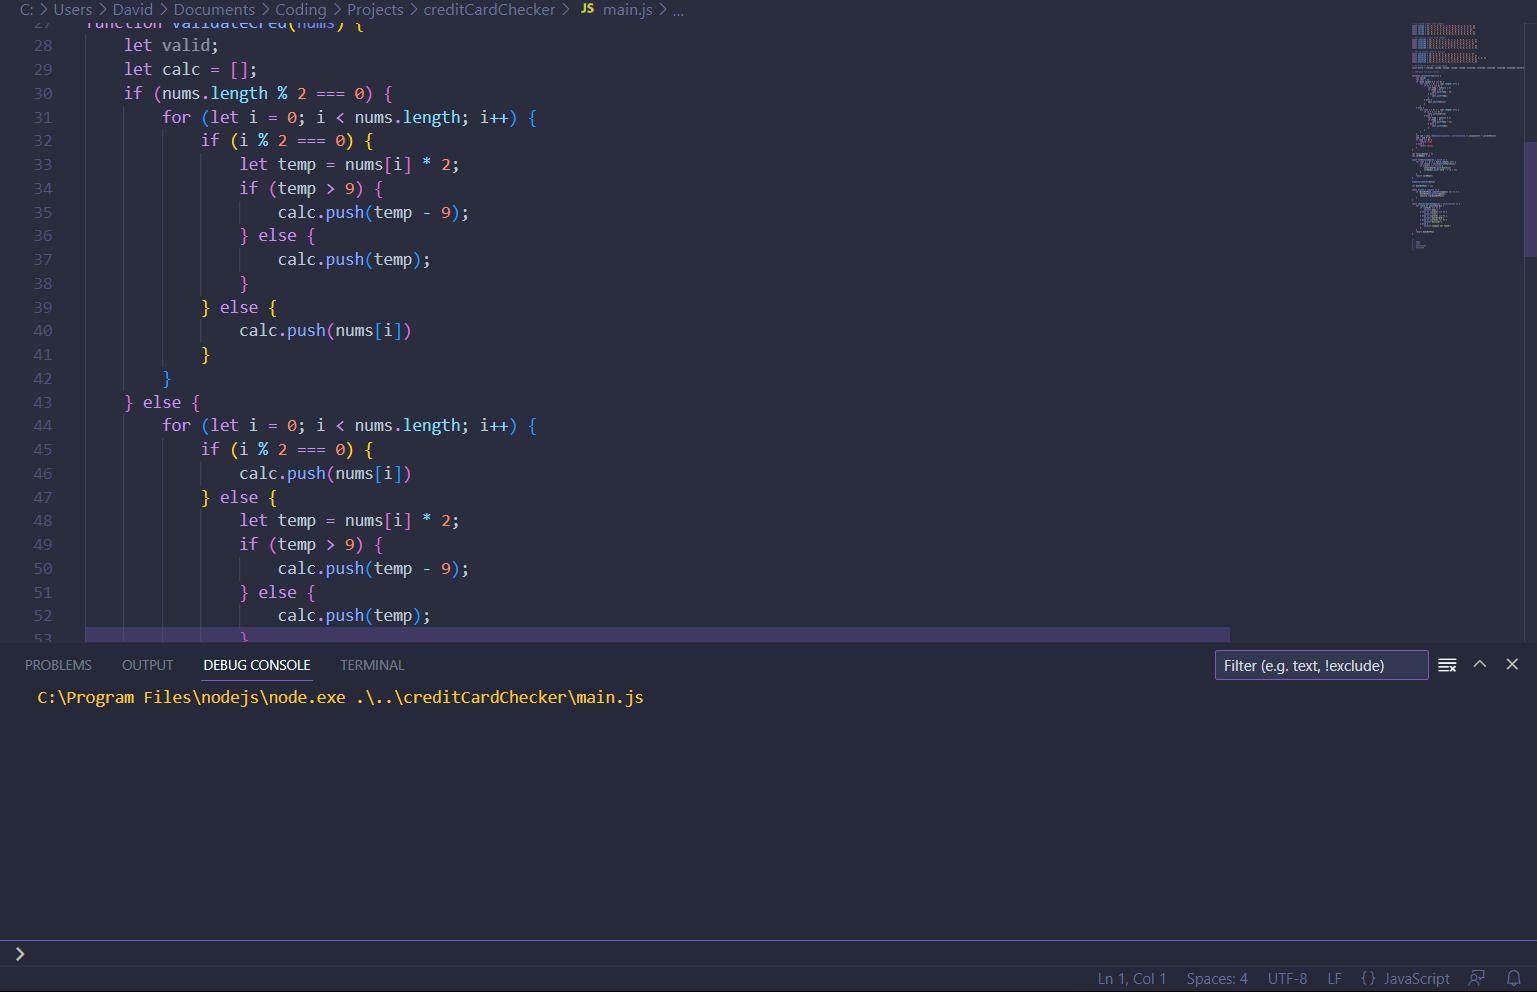 C: > Users > David > Documents > Coding > Projects > creditCardChecker > JS main.js > ...
27 function validateCred(nums) {
28 let valid;
29 let calc = [];
30 if (nums.length % 2 === 0) {
31 for (let i = 0; i < nums.length; i++) {
32 if (i % 2 === 0) {
33 let temp = nums[i] * 2;
34 if (temp > 9) {
35 calc.push(temp - 9);
36 } else {
37 calc.push(temp);
38 }
39 } else {
40 calc.push(nums[i])
41 }
42 }
43 } else {
44 for (let i = 0; i < nums.length; i++) {
45 if (i % 2 === 0) {
46 calc.push(nums[i])
47 } else {
48 let temp = nums[i] * 2;
49 if (temp > 9) {
50 calc.push(temp - 9);
51 } else {
52 calc.push(temp);
53 }
PROBLEMS OUTPUT DEBUG CONSOLE TERMINAL Filter (e.g. text, !exclude)
C:\Program Files\nodejs\node.exe .\..\creditCardChecker\main.js
>
Ln 1, Col 1 Spaces: 4 UTF-8 LF {} JavaScript